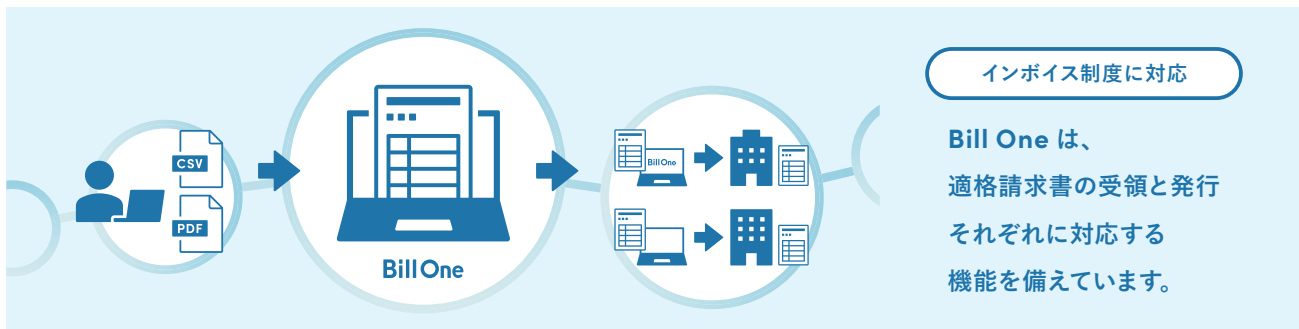 CSV
PDF
Bill One
Bill One
インボイス制度に対応
Bill One は、
適格請求書の受領と発行
それぞれに対応する
機能を備えています。